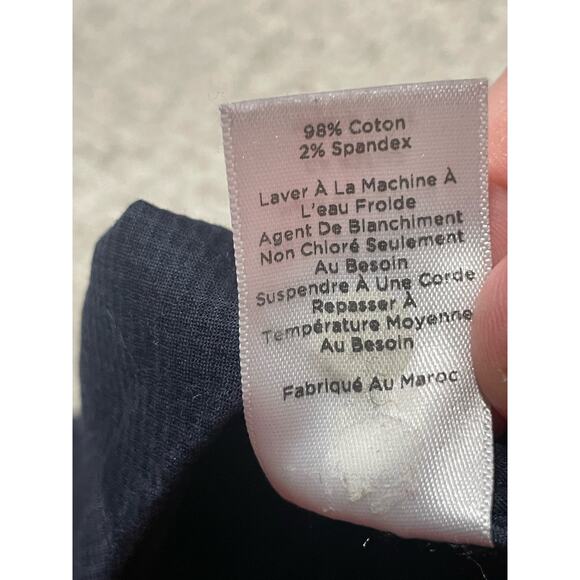 98% Coton
2% Spandex
Laver À La Machine À
L'eau Froide
Agent De Blanchiment
Non Chloré Seulement
Au Besoin
Suspendre À Une Corde
Repasser À
Température Moyenne
Au Besoin
Fabriqué Au Maroc